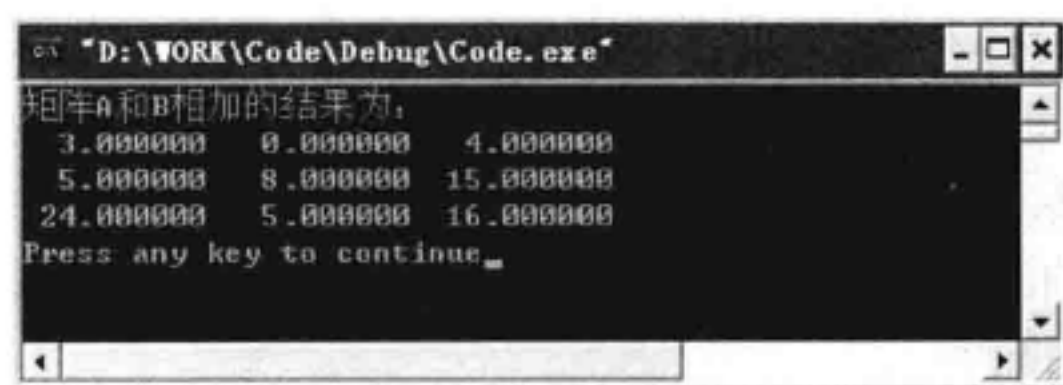 "D:\WORK\Code\Debug\Code.exe"
矩阵A和B相加的结果为：
3.000000 0.000000 4.000000
5.000000 8.000000 15.000000
24.000000 5.000000 16.000000
Press any key to continue